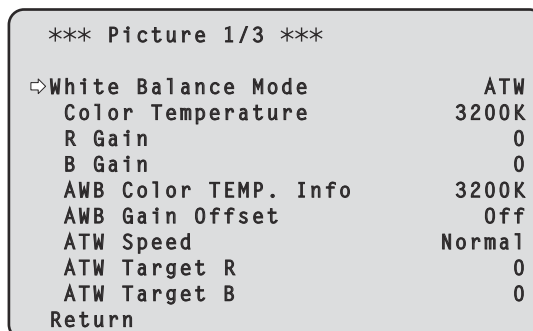 *** Picture 1/3 ***
⇨White Balance Mode ATW
Color Temperature 3200K
R Gain 0
B Gain 0
AWB Color TEMP. Info 3200K
AWB Gain Offset Off
ATW Speed Normal
ATW Target R 0
ATW Target B 0
Return